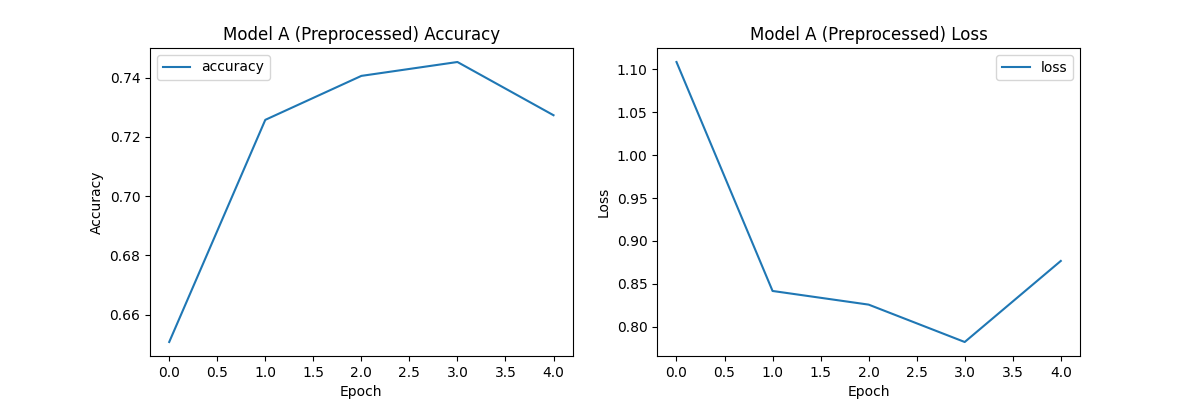 Model A (Preprocessed) Accuracy
accuracy
0.74
0.72
0.70
0.68
0.66
Accuracy
0.0 0.5 1.0 1.5 2.0 2.5 3.0 3.5 4.0
Epoch
Model A (Preprocessed) Loss
loss
1.10
1.05
1.00
0.95
0.90
0.85
0.80
Loss
0.0 0.5 1.0 1.5 2.0 2.5 3.0 3.5 4.0
Epoch